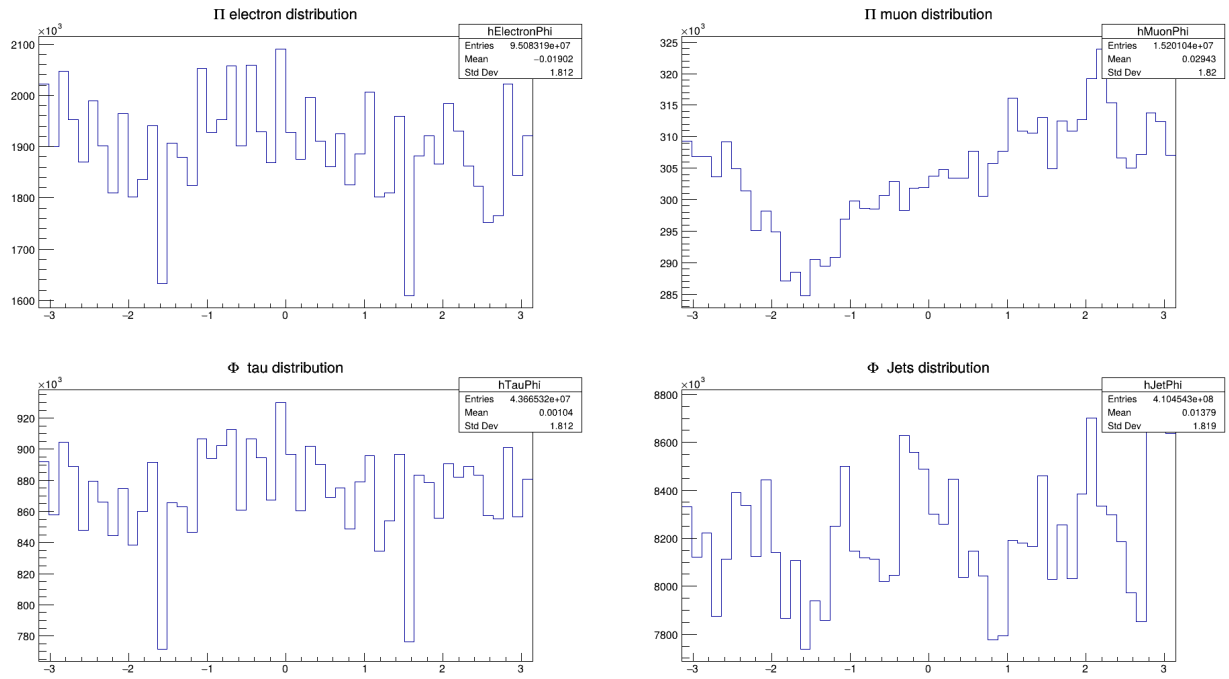 Π electron distribution
×10³
hElectronPhi
Entries 9.508319e+07
Mean −0.01902
Std Dev 1.812
2100
2000
1900
1800
1700
1600
−3 −2 −1 0 1 2 3
Π muon distribution
×10³
hMuonPhi
Entries 1.520104e+07
Mean 0.02943
Std Dev 1.82
325
320
315
310
305
300
295
290
285
−3 −2 −1 0 1 2 3
Φ tau distribution
×10³
hTauPhi
Entries 4.366532e+07
Mean 0.00104
Std Dev 1.812
920
900
880
860
840
820
800
780
−3 −2 −1 0 1 2 3
Φ Jets distribution
×10³
hJetPhi
Entries 4.104543e+08
Mean 0.01379
Std Dev 1.819
8800
8600
8400
8200
8000
7800
−3 −2 −1 0 1 2 3